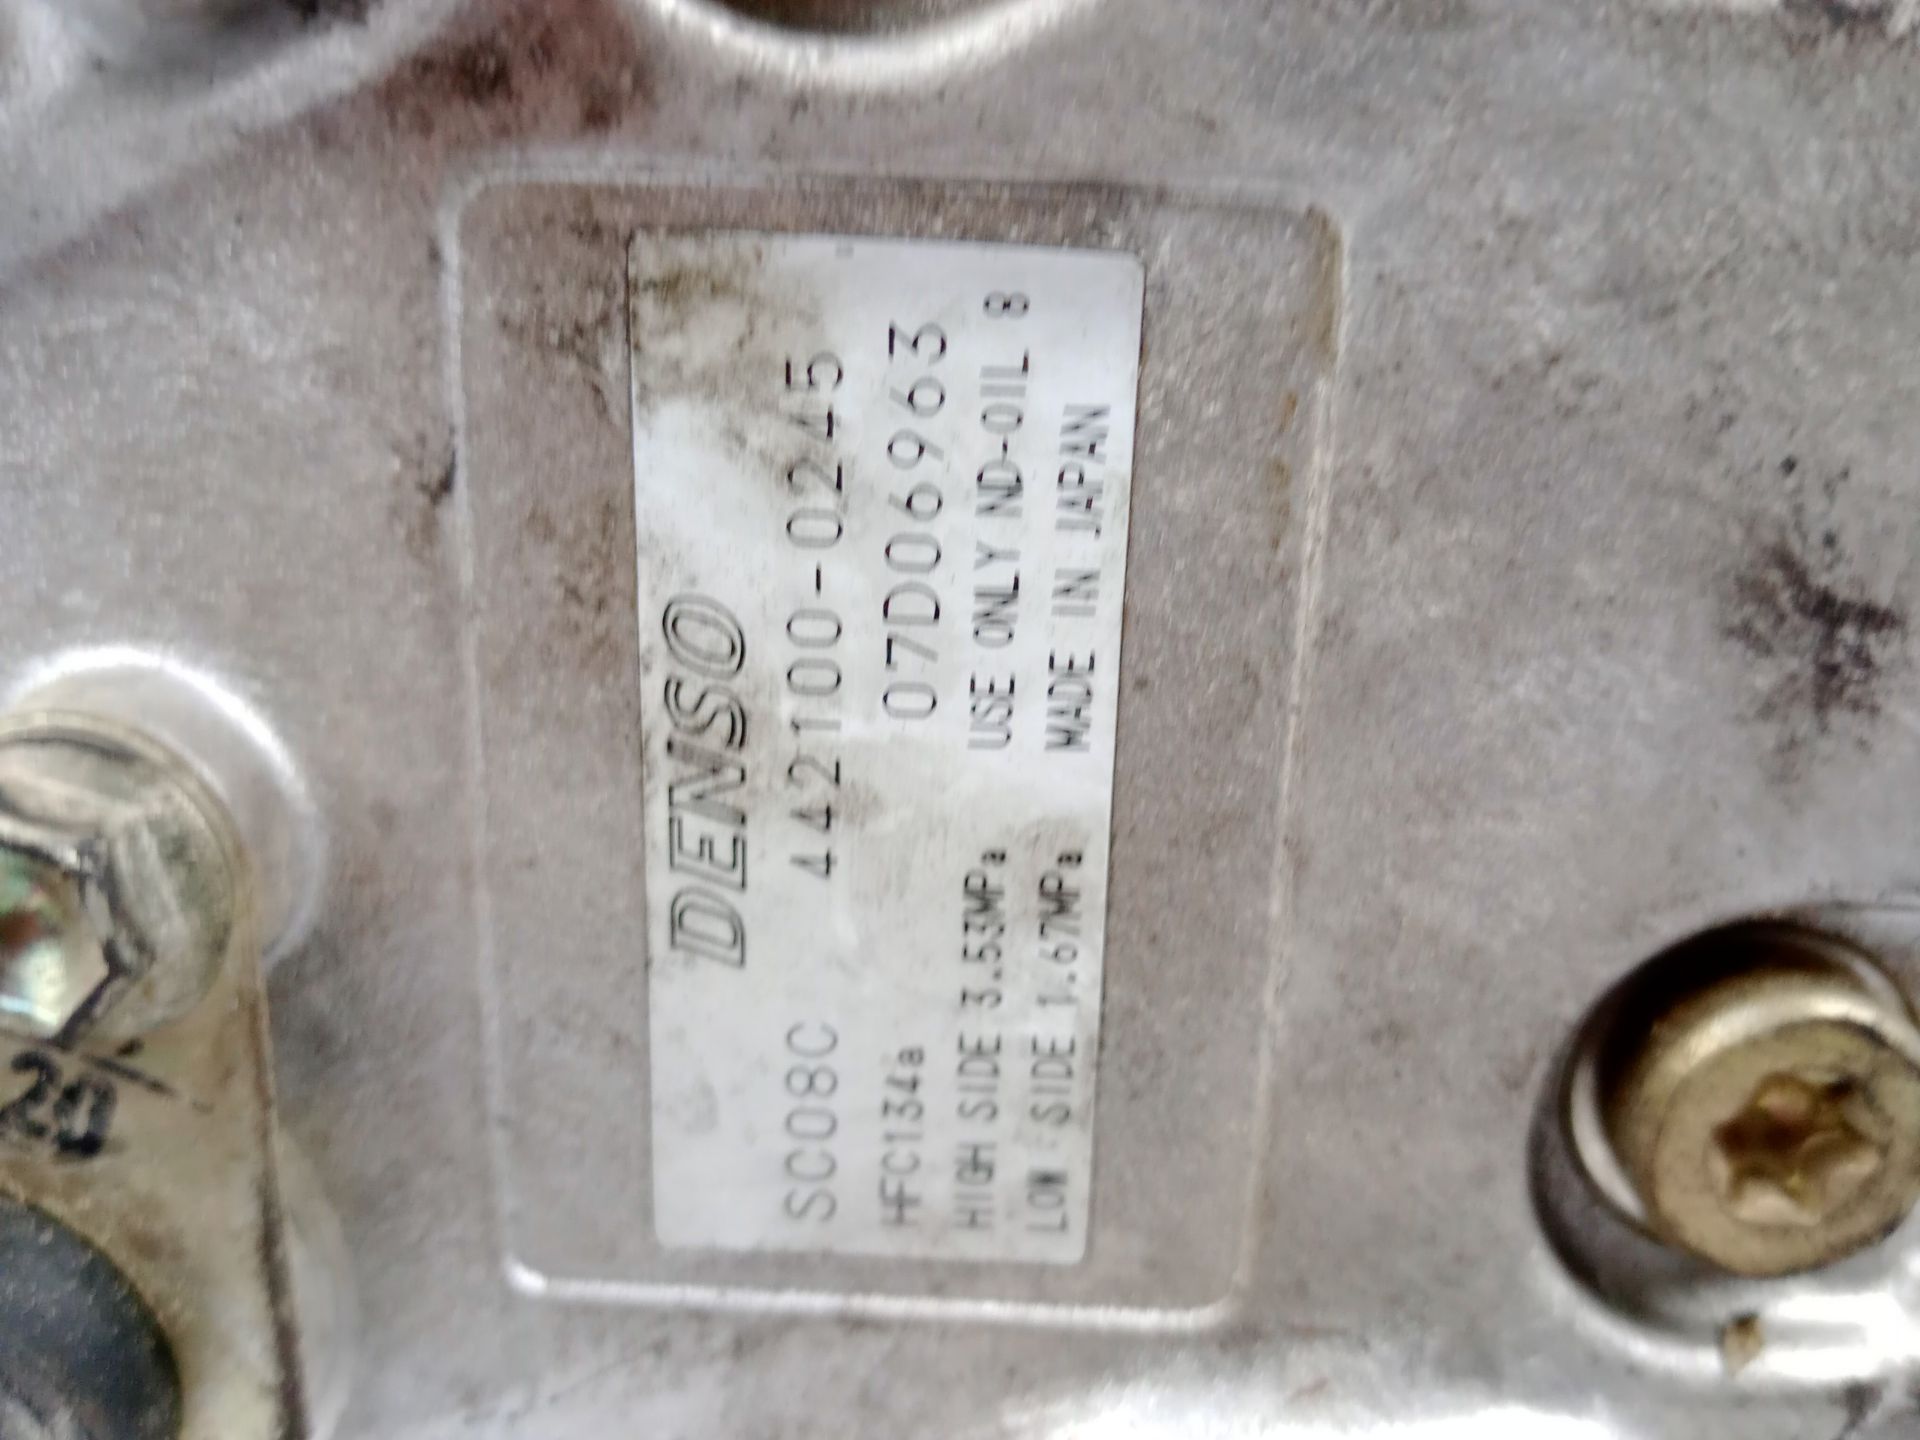 DENSO
SC08C 442100-0245
HFC134a 07D06963
HIGH SIDE 3.53MPa USE ONLY ND-OIL 8
LOW SIDE 1.67MPa MADE IN JAPAN
20